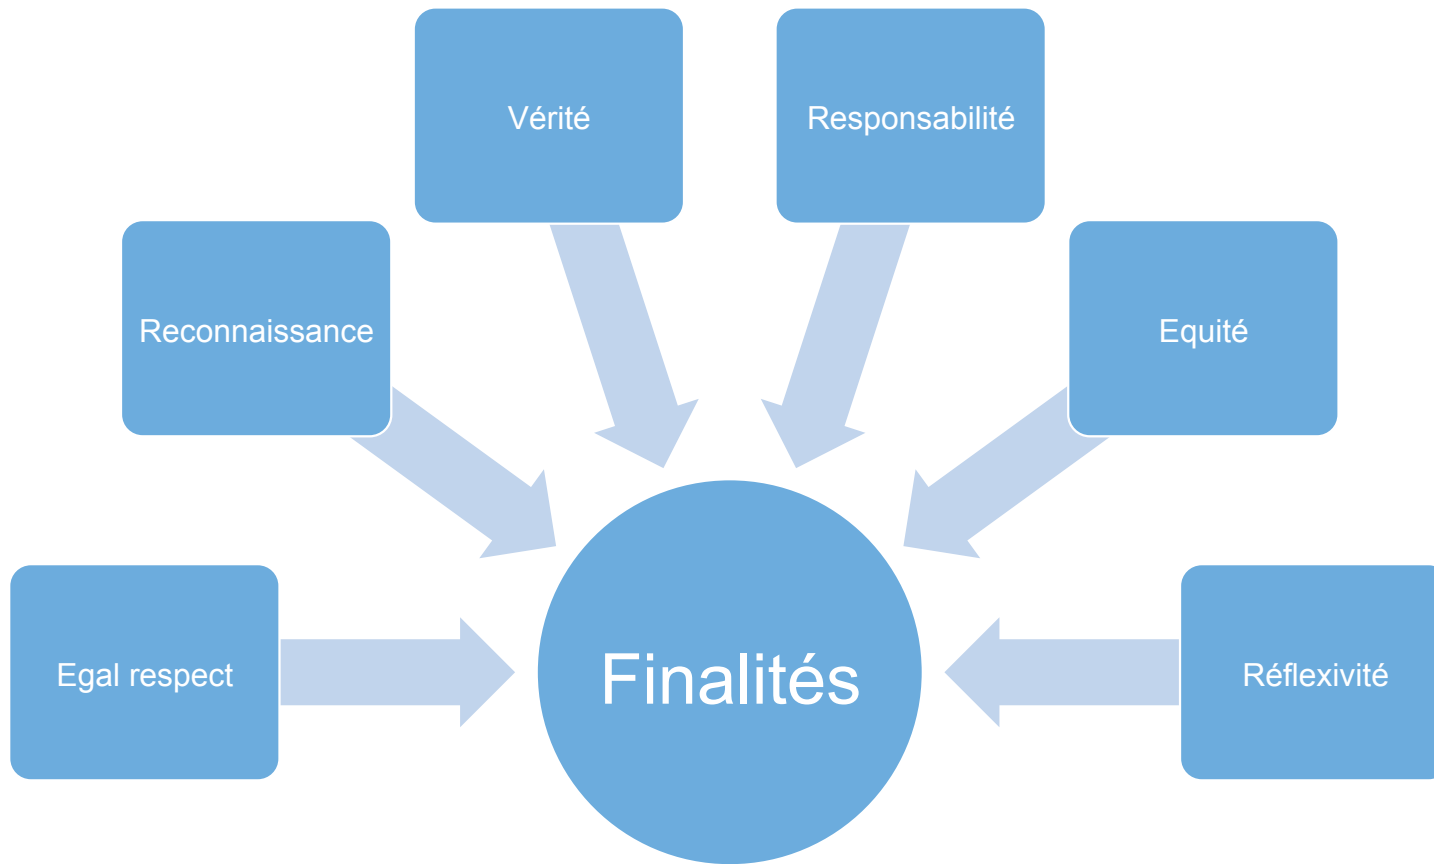 Vérité
Responsabilité
Reconnaissance
Equité
Egal respect
Finalités
Réflexivité